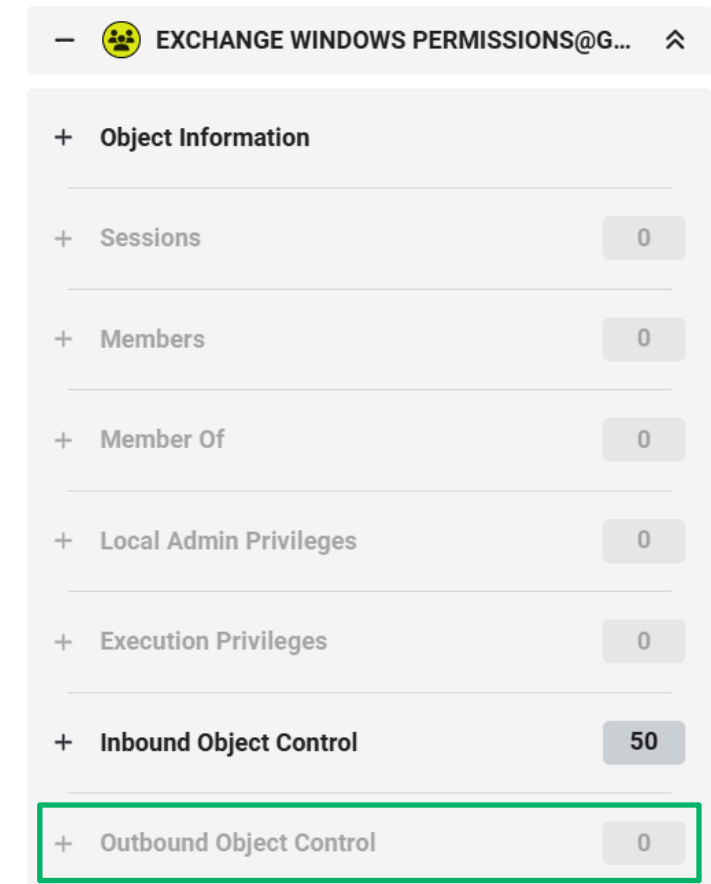 EXCHANGE WINDOWS PERMISSIONS@G...
Object Information
Sessions 0
Members 0
Member Of 0
Local Admin Privileges 0
Execution Privileges 0
Inbound Object Control 50
Outbound Object Control 0